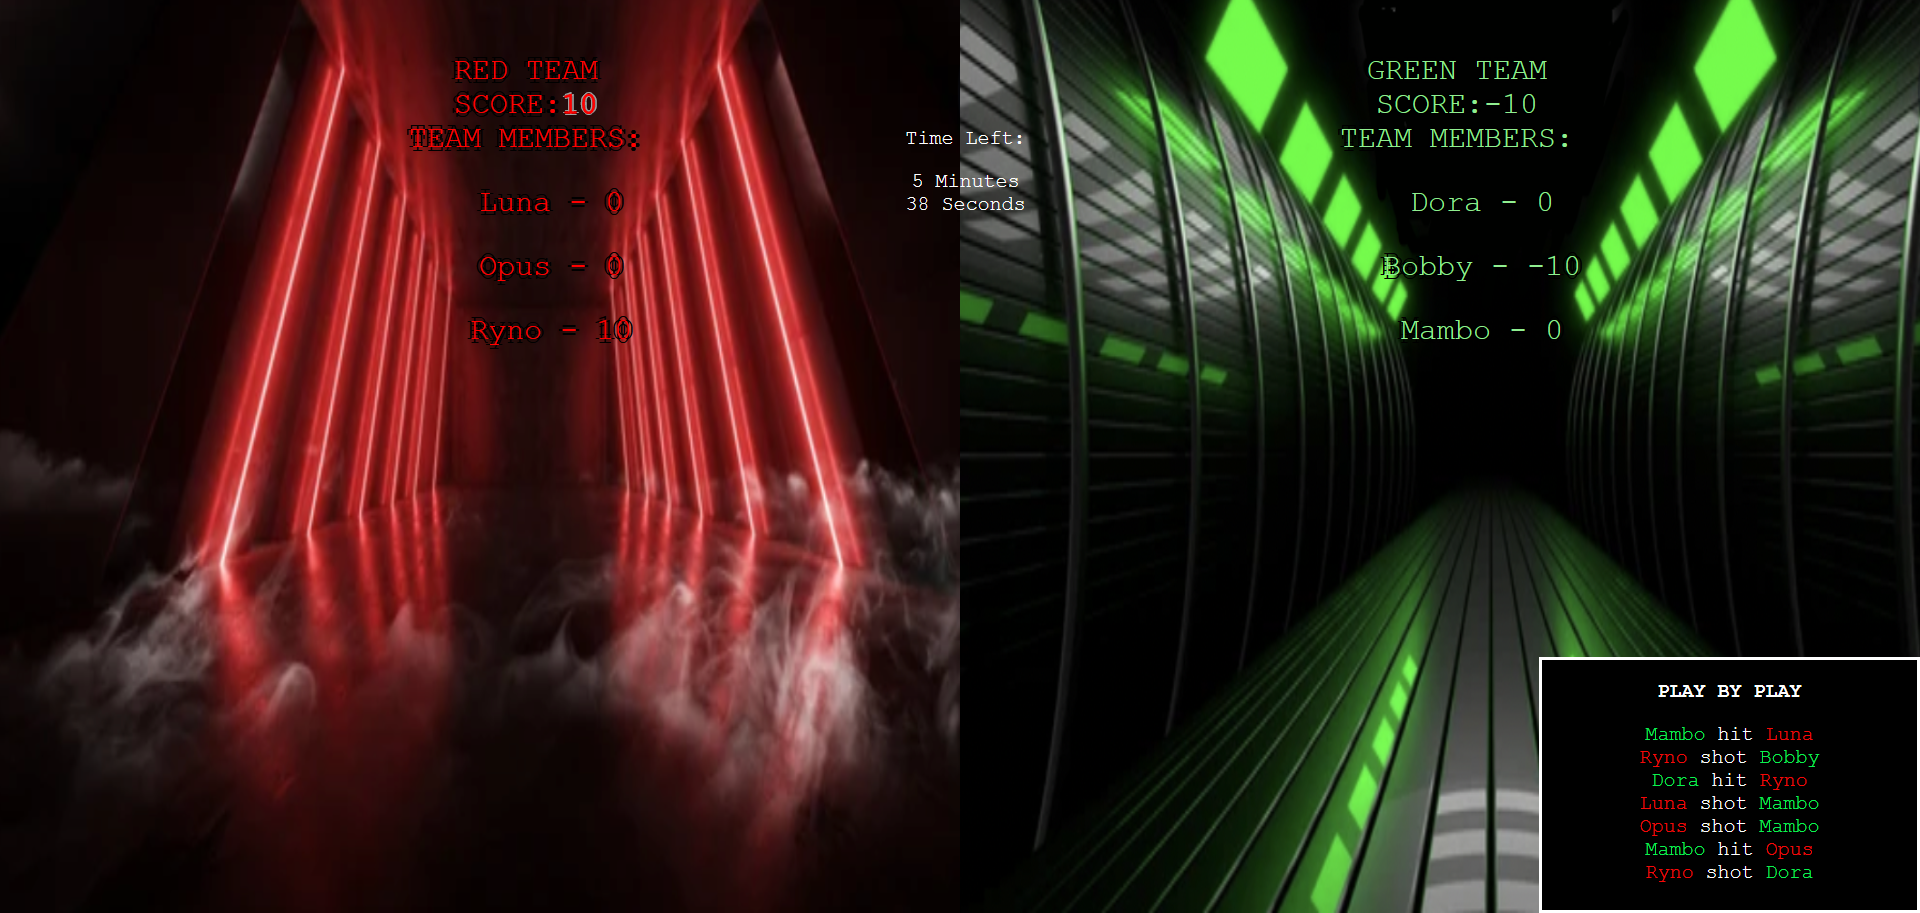 RED TEAM
SCORE:10
TEAM MEMBERS:
Luna - 0
Opus - 0
Ryno - 10
Time Left:
5 Minutes
38 Seconds
GREEN TEAM
SCORE:-10
TEAM MEMBERS:
Dora - 0
Bobby - -10
Mambo - 0
PLAY BY PLAY
Mambo hit Luna
Ryno shot Bobby
Dora hit Ryno
Luna shot Mambo
Opus shot Mambo
Mambo hit Opus
Ryno shot Dora